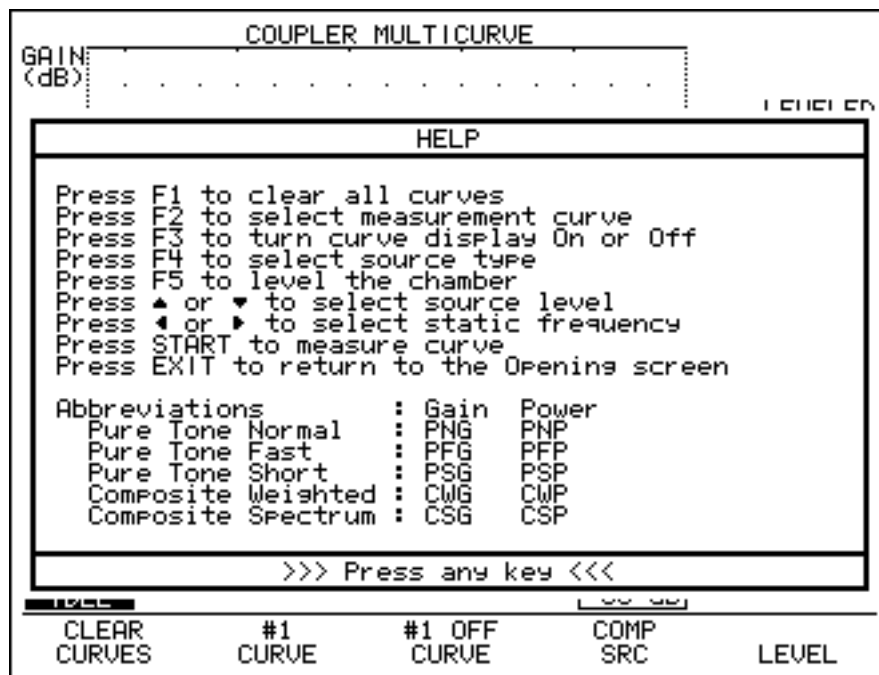 COUPLER MULTICURVE
GAIN
(dB)
LEVELED
HELP
Press F1 to clear all curves
Press F2 to select measurement curve
Press F3 to turn curve display On or Off
Press F4 to select source type
Press F5 to level the chamber
Press ▲ or ▼ to select source level
Press ◀ or ▶ to select static frequency
Press START to measure curve
Press EXIT to return to the Opening screen
Abbreviations : Gain Power
Pure Tone Normal : PNG PNP
Pure Tone Fast : PFG PFP
Pure Tone Short : PSG PSP
Composite Weighted : CWG CWP
Composite Spectrum : CSG CSP
>>> Press any key <<<
CLEAR #1 #1 OFF COMP
CURVES CURVE CURVE SRC LEVEL